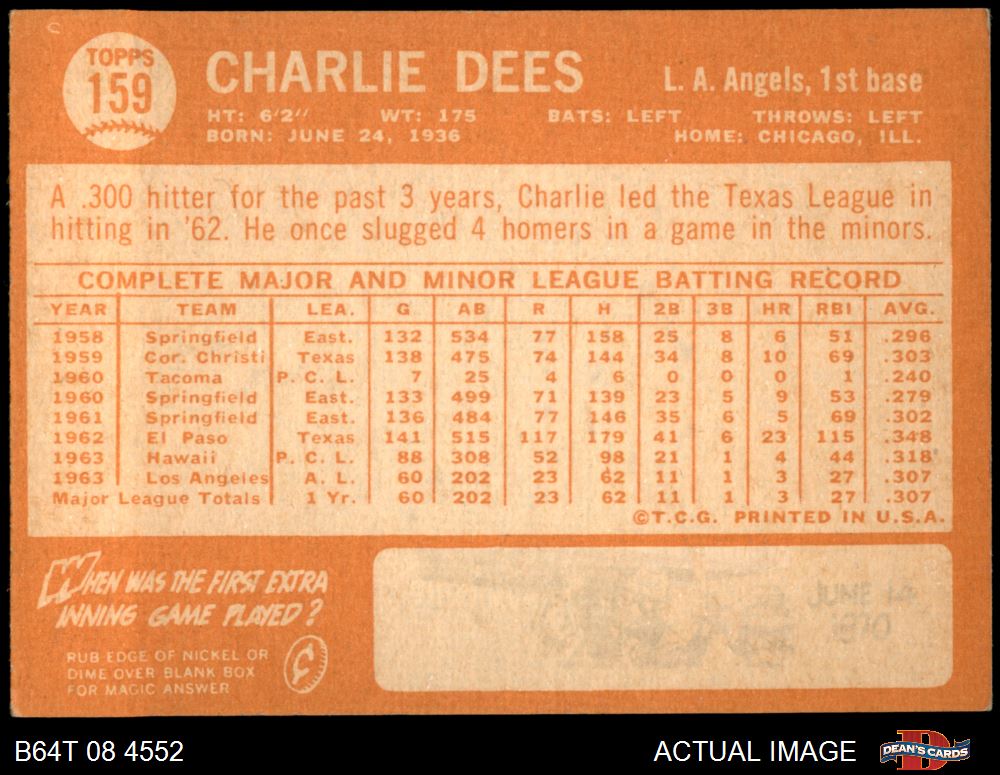 TOPPS
159
CHARLIE DEES
L. A. Angels, 1st base
HT: 6'2" WT: 175 BATS: LEFT THROWS: LEFT
BORN: JUNE 24, 1936 HOME: CHICAGO, ILL.
A .300 hitter for the past 3 years, Charlie led the Texas League in
hitting in '62. He once slugged 4 homers in a game in the minors.
COMPLETE MAJOR AND MINOR LEAGUE BATTING RECORD
YEAR TEAM LEA. G AB R H 2B 3B HR RBI AVG.
1958 Springfield East. 132 534 77 158 25 8 6 51 .296
1959 Cor. Christi Texas 138 475 74 144 34 8 10 69 .303
1960 Tacoma P. C. L. 7 25 4 6 0 0 0 1 .240
1960 Springfield East. 133 499 71 139 23 5 9 53 .279
1961 Springfield East. 136 484 77 146 35 6 5 69 .302
1962 El Paso Texas 141 515 117 179 41 6 23 115 .348
1963 Hawaii P. C. L. 88 308 52 98 21 1 4 44 .318
1963 Los Angeles A. L. 60 202 23 62 11 1 3 27 .307
Major League Totals 1 Yr. 60 202 23 62 11 1 3 27 .307
©T.C.G. PRINTED IN U.S.A.
WHEN WAS THE FIRST EXTRA
INNING GAME PLAYED?
RUB EDGE OF NICKEL OR
DIME OVER BLANK BOX
FOR MAGIC ANSWER
JUNE 14,
1870
B64T 08 4552 ACTUAL IMAGE DEAN'S CARDS